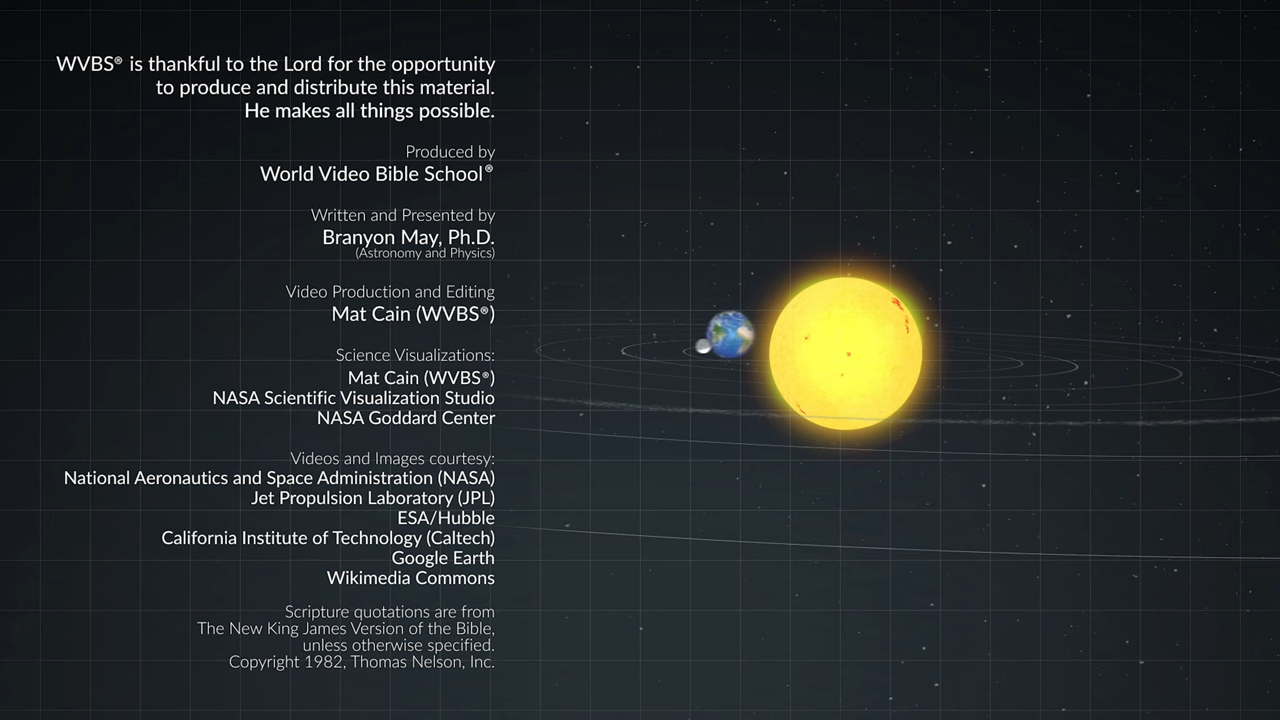 WVBS® is thankful to the Lord for the opportunity
to produce and distribute this material.
He makes all things possible.
Produced by
World Video Bible School®
Written and Presented by
Branyon May, Ph.D.
(Astronomy and Physics)
Video Production and Editing
Mat Cain (WVBS®)
Science Visualizations:
Mat Cain (WVBS®)
NASA Scientific Visualization Studio
NASA Goddard Center
Videos and Images courtesy:
National Aeronautics and Space Administration (NASA)
Jet Propulsion Laboratory (JPL)
ESA/Hubble
California Institute of Technology (Caltech)
Google Earth
Wikimedia Commons
Scripture quotations are from
The New King James Version of the Bible,
unless otherwise specified.
Copyright 1982, Thomas Nelson, Inc.